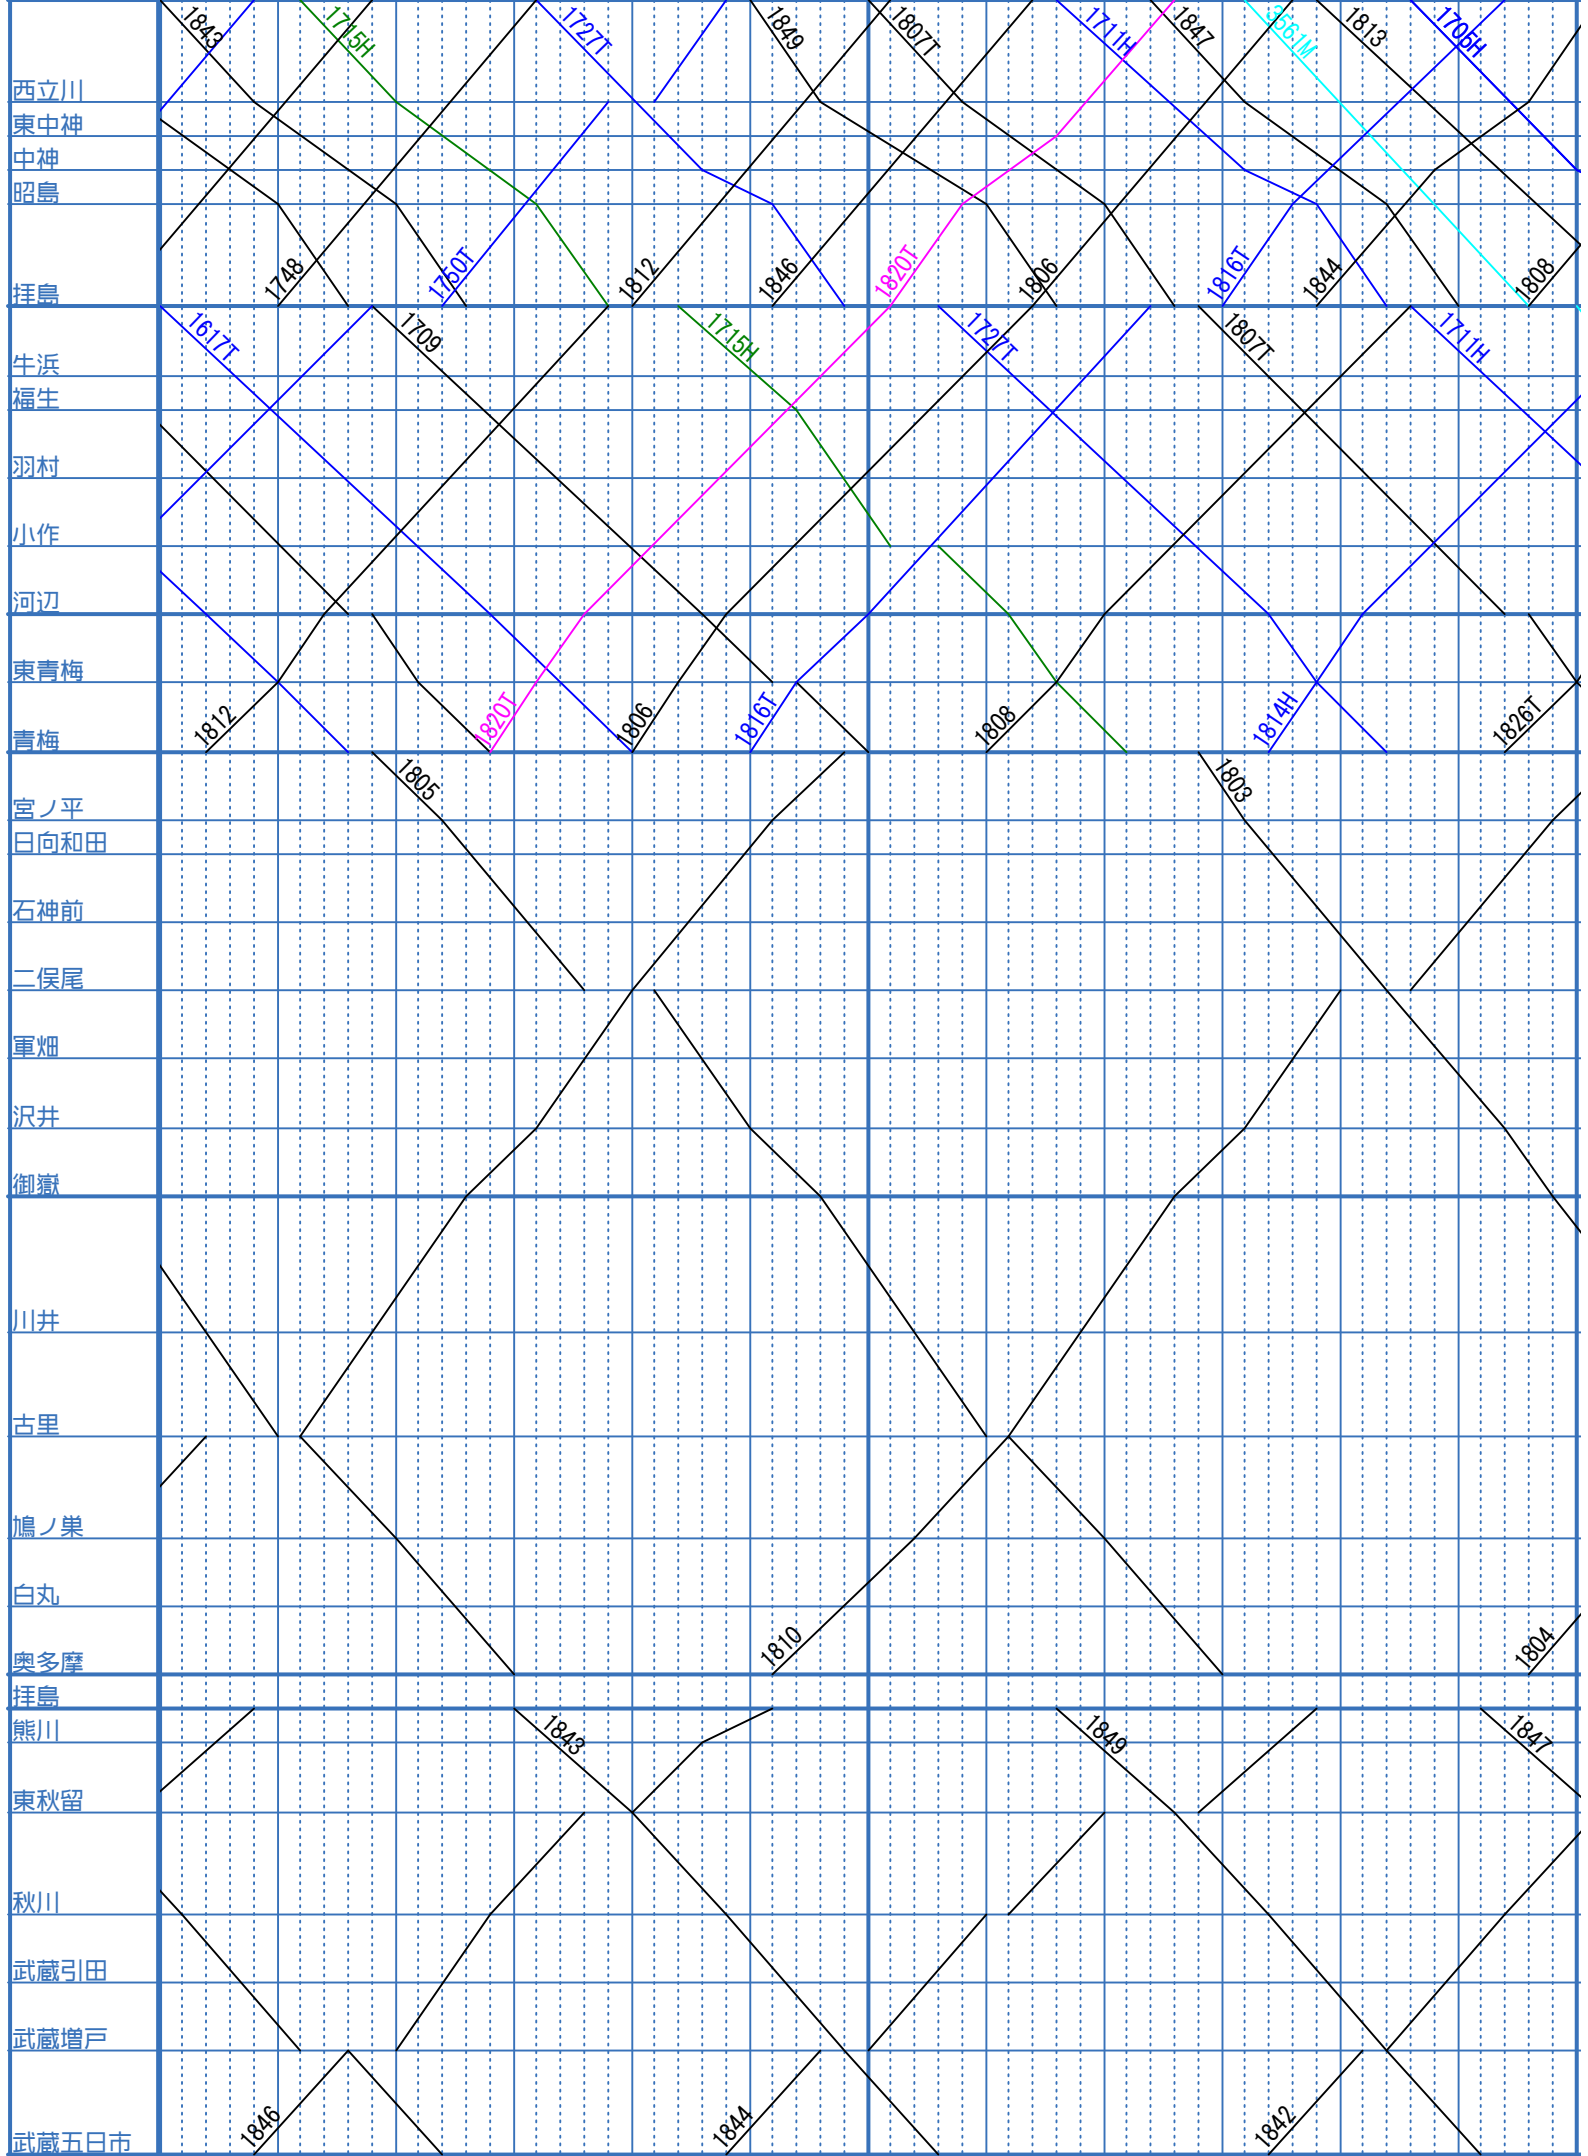 1843
1715H
1727T
1849
1807T
1711H
1847
3561M
1813
1705H
西立川
東中神
中神
昭島
拝島
1748
1750T
1812
1846
1820T
1806
1816T
1844
1808
1617T
1709
1715H
1727T
1807T
1711H
牛浜
福生
羽村
小作
河辺
東青梅
青梅
1812
1820T
1806
1816T
1808
1814H
1826T
1805
1803
宮ノ平
日向和田
石神前
二俣尾
軍畑
沢井
御嶽
川井
古里
鳩ノ巣
白丸
奥多摩
1810
1804
拝島
熊川
1843
1849
1847
東秋留
秋川
武蔵引田
武蔵増戸
武蔵五日市
1846
1844
1842